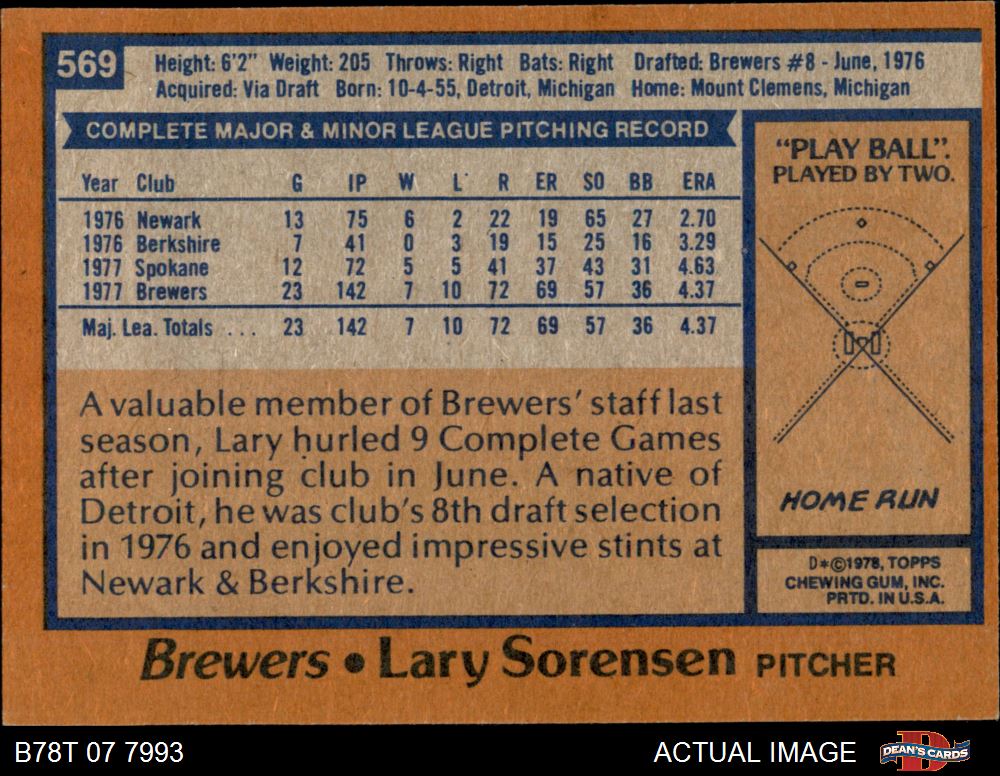 569
Height: 6'2" Weight: 205 Throws: Right Bats: Right Drafted: Brewers #8 - June, 1976
Acquired: Via Draft Born: 10-4-55, Detroit, Michigan Home: Mount Clemens, Michigan
COMPLETE MAJOR & MINOR LEAGUE PITCHING RECORD
Year Club G IP W L R ER SO BB ERA
1976 Newark 13 75 6 2 22 19 65 27 2.70
1976 Berkshire 7 41 0 3 19 15 25 16 3.29
1977 Spokane 12 72 5 5 41 37 43 31 4.63
1977 Brewers 23 142 7 10 72 69 57 36 4.37
Maj. Lea. Totals . . . 23 142 7 10 72 69 57 36 4.37
A valuable member of Brewers' staff last
season, Lary hurled 9 Complete Games
after joining club in June. A native of
Detroit, he was club's 8th draft selection
in 1976 and enjoyed impressive stints at
Newark & Berkshire.
"PLAY BALL".
PLAYED BY TWO.
HOME RUN
D*©1978, TOPPS
CHEWING GUM, INC.
PRTD. IN U.S.A.
Brewers • Lary Sorensen PITCHER
B78T 07 7993
ACTUAL IMAGE
DEAN'S CARDS